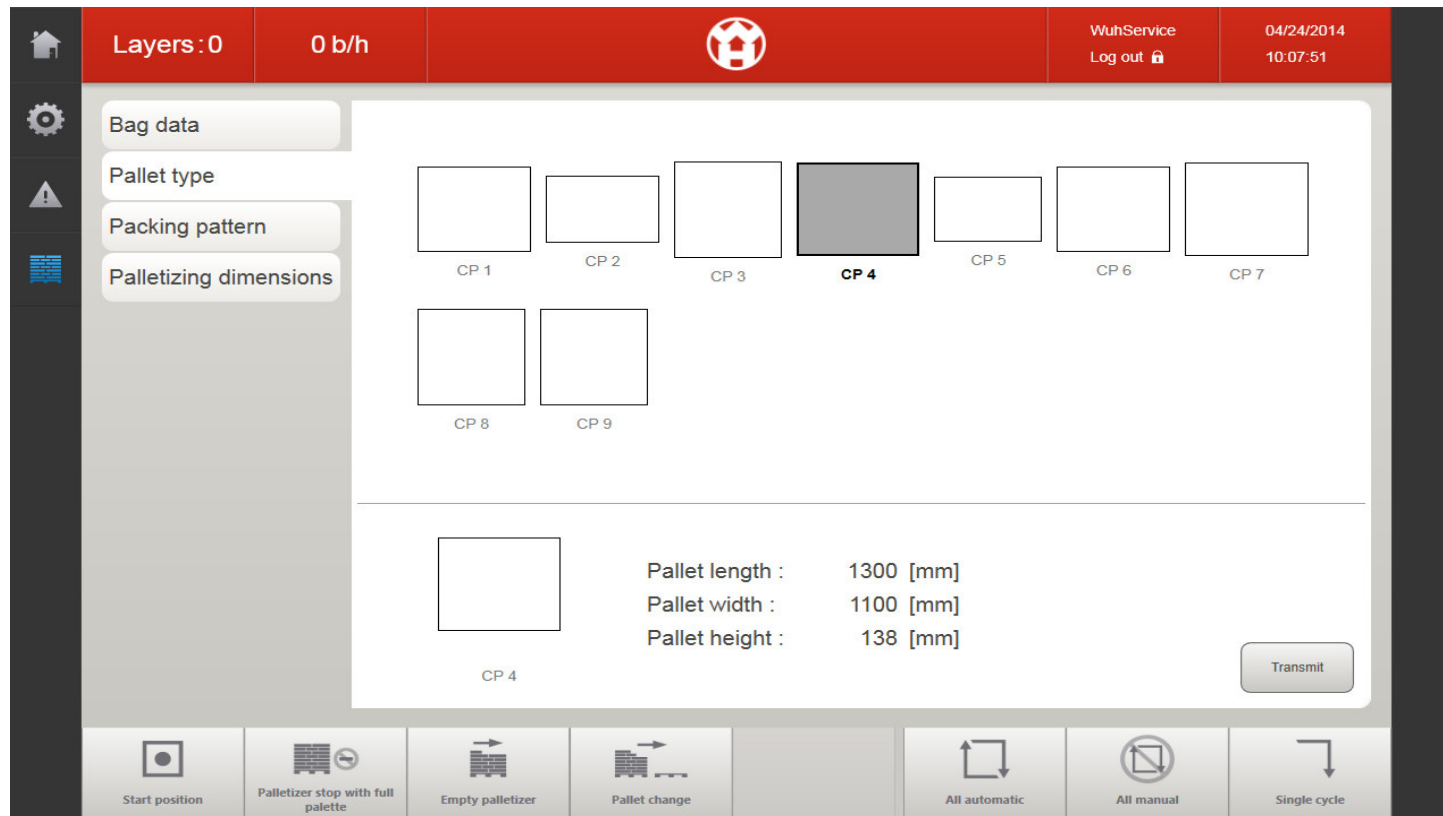 Layers: 0
0 b/h
WuhService
Log out
04/24/2014
10:07:51
Bag data
Pallet type
Packing pattern
Palletizing dimensions
CP 1
CP 2
CP 3
CP 4
CP 5
CP 6
CP 7
CP 8
CP 9
CP 4
Pallet length : 1300 [mm]
Pallet width : 1100 [mm]
Pallet height : 138 [mm]
Transmit
Start position
Palletizer stop with full
palette
Empty palletizer
Pallet change
All automatic
All manual
Single cycle